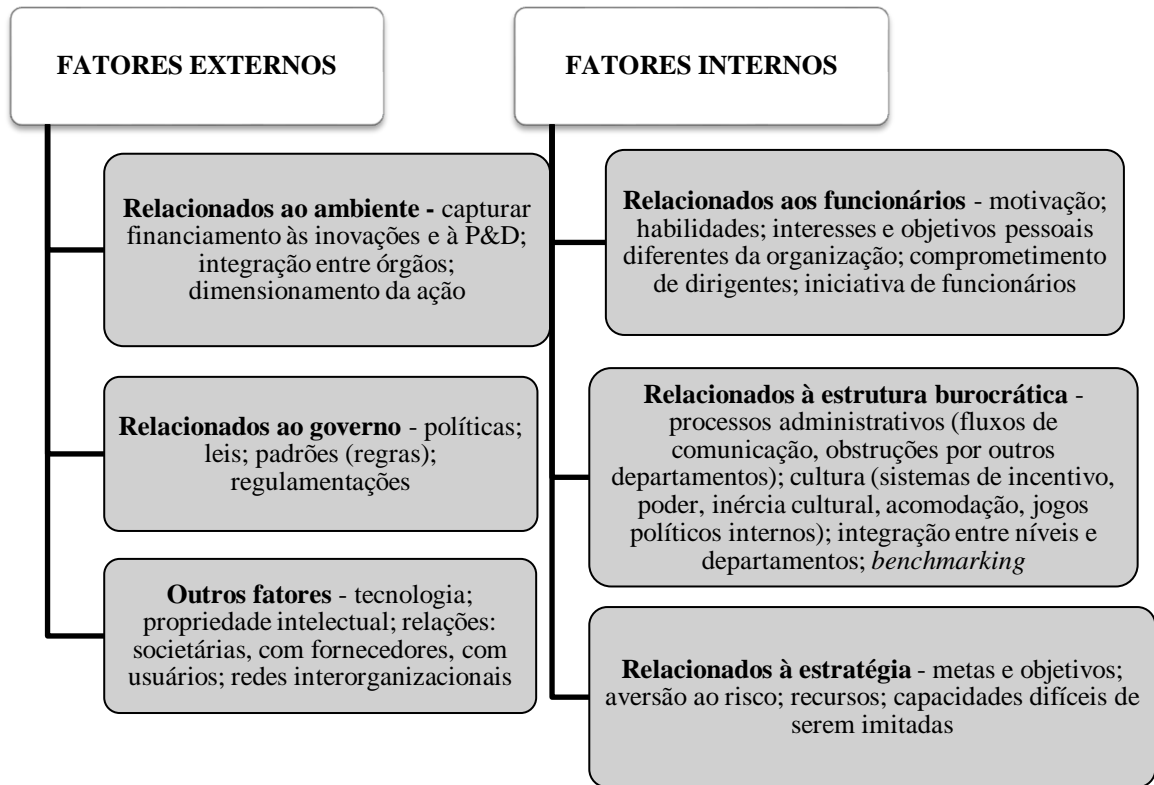 FATORES EXTERNOS
Relacionados ao ambiente - capturar
financiamento às inovações e à P&D;
integração entre órgãos;
dimensionamento da ação
Relacionados ao governo - políticas;
leis; padrões (regras);
regulamentações
Outros fatores - tecnologia;
propriedade intelectual; relações:
societárias, com fornecedores, com
usuários; redes interorganizacionais
FATORES INTERNOS
Relacionados aos funcionários - motivação;
habilidades; interesses e objetivos pessoais
diferentes da organização; comprometimento
de dirigentes; iniciativa de funcionários
Relacionados à estrutura burocrática -
processos administrativos (fluxos de
comunicação, obstruções por outros
departamentos); cultura (sistemas de incentivo,
poder, inércia cultural, acomodação, jogos
políticos internos); integração entre níveis e
departamentos; benchmarking
Relacionados à estratégia - metas e objetivos;
aversão ao risco; recursos; capacidades difíceis de
serem imitadas